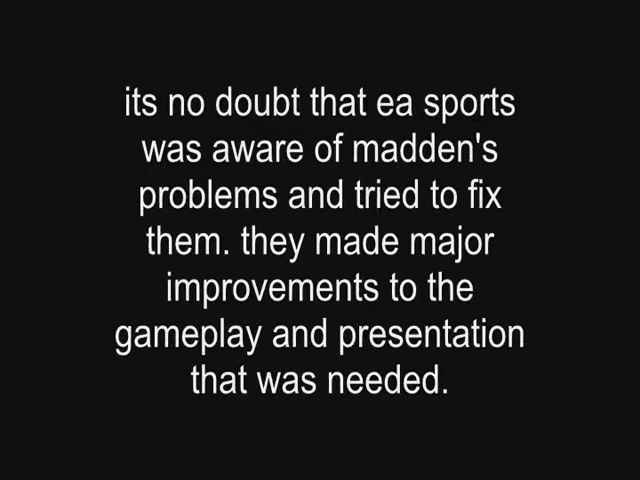 its no doubt that ea sports
was aware of madden's
problems and tried to fix
them. they made major
improvements to the
gameplay and presentation
that was needed.